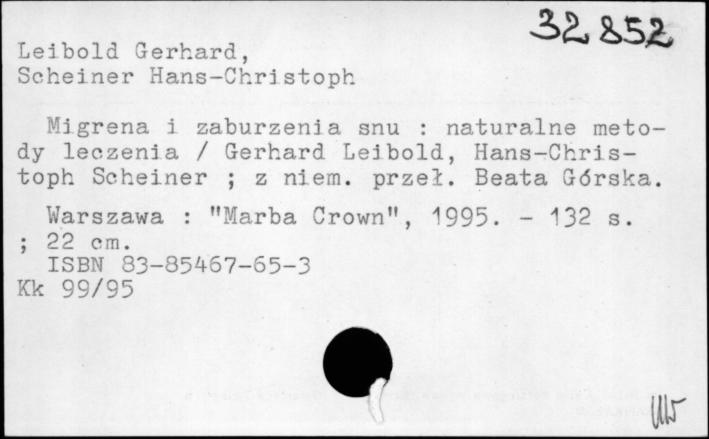 32 852
Leibold Gerhard,
Scheiner Hans-Christoph
Migrena i zaburzenia snu : naturalne meto-
dy leczenia / Gerhard Leibold, Hans-Chris-
toph Scheiner ; z niem. przeł. Beata Górska.
Warszawa : "Marba Crown", 1995. - 132 s.
; 22 cm.
ISBN 83-85467-65-3
Kk 99/95